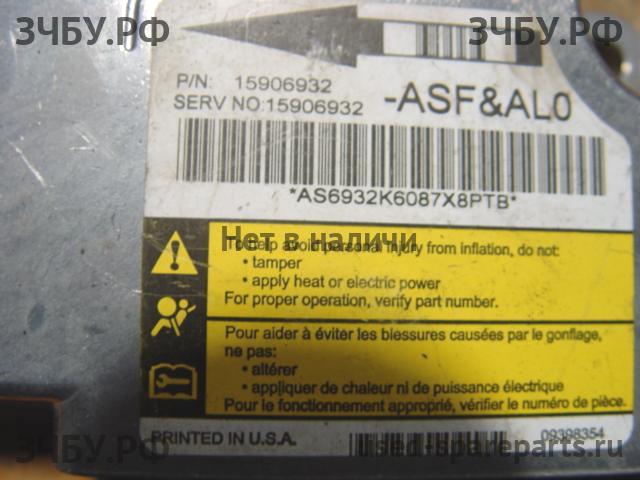 ЗЧБУ.РФ
ЗЧБУ.РФ
P/N: 15906932
SERV NO:15906932
-ASF&AL0
*AS6932K6087X8PTB*
Нет в наличии
To help avoid personal injury from inflation, do not:
• tamper
• apply heat or electric power
For proper operation, verify part number.
Pour aider à éviter les blessures causées par le gonflage,
ne pas:
• altérer
• appliquer de chaleur ni de puissance électrique
Pour le fonctionnement approprié, vérifier le numéro de pièce.
PRINTED IN U.S.A.
09398354
ЗЧБУ.РФ
used-spareparts.ru